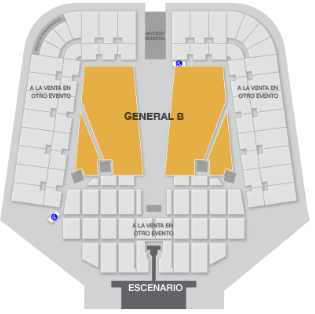 ACCESO
GENERAL
A LA VENTA EN
OTRO EVENTO
A LA VENTA EN
OTRO EVENTO
GENERAL B
A LA VENTA EN
OTRO EVENTO
ESCENARIO